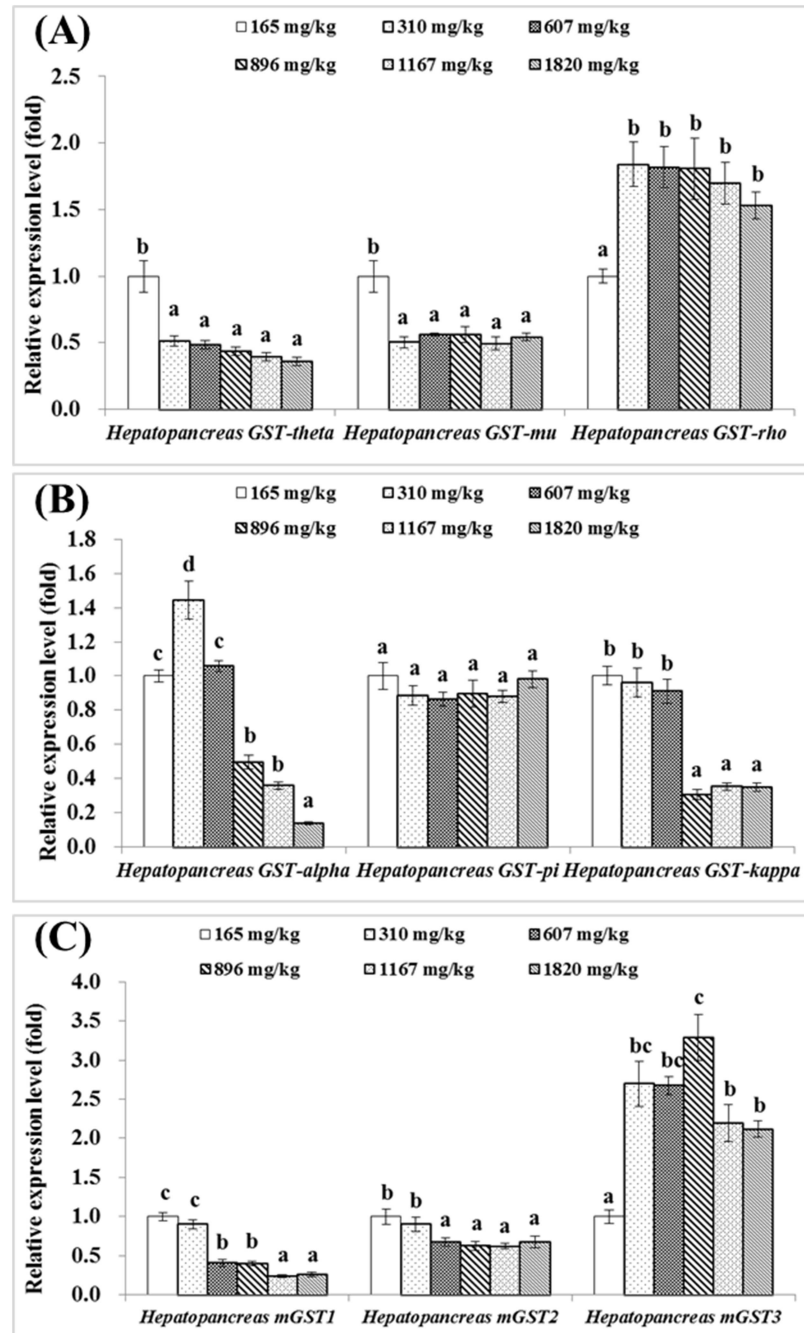 (A)
165 mg/kg 310 mg/kg 607 mg/kg
896 mg/kg 1167 mg/kg 1820 mg/kg
Relative expression level (fold)
2.5
2.0
1.5
1.0
0.5
0.0
b a a a a a
b a a a a a
a b b b b b
Hepatopancreas GST-theta Hepatopancreas GST-mu Hepatopancreas GST-rho
(B)
165 mg/kg 310 mg/kg 607 mg/kg
896 mg/kg 1167 mg/kg 1820 mg/kg
Relative expression level (fold)
1.8
1.6
1.4
1.2
1.0
0.8
0.6
0.4
0.2
0.0
c d c b b a
a a a a a a
b b b a a a
Hepatopancreas GST-alpha Hepatopancreas GST-pi Hepatopancreas GST-kappa
(C)
165 mg/kg 310 mg/kg 607 mg/kg
896 mg/kg 1167 mg/kg 1820 mg/kg
Relative expression level (fold)
4.0
3.5
3.0
2.5
2.0
1.5
1.0
0.5
0.0
c c b b a a
b b a a a a
a bc bc c b b
Hepatopancreas mGST1 Hepatopancreas mGST2 Hepatopancreas mGST3